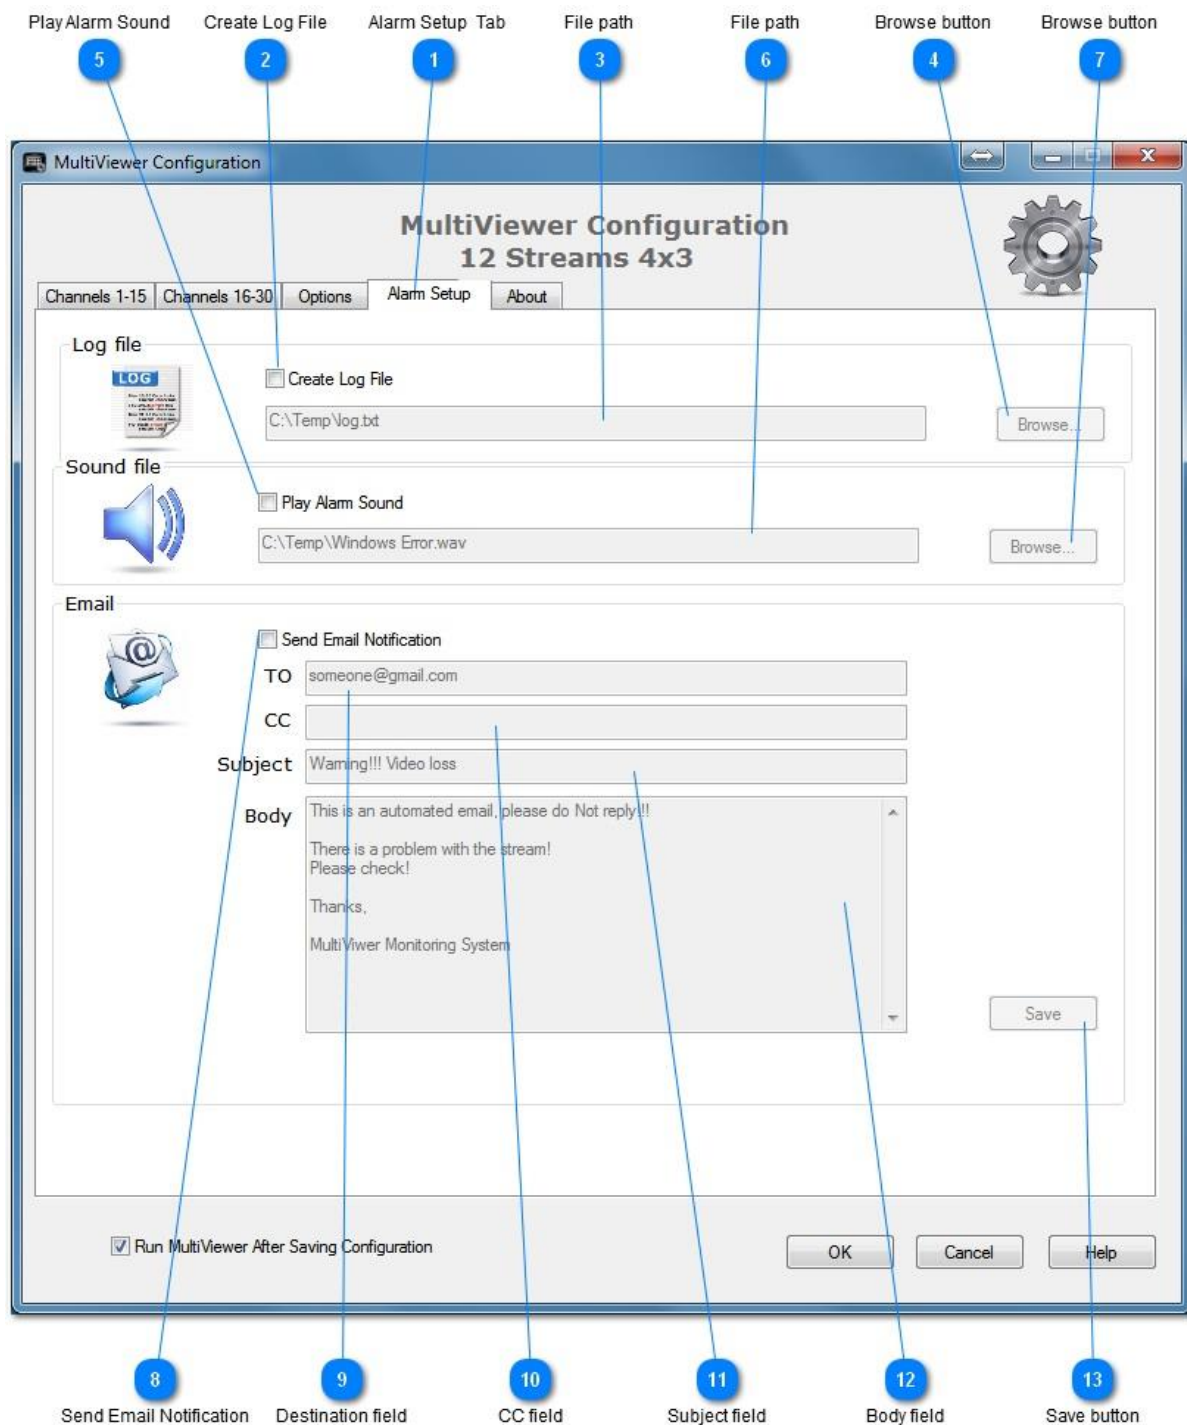 Play Alarm Sound
Create Log File
Alarm Setup Tab
File path
File path
Browse button
Browse button
5
2
1
3
6
4
7
MultiViewer Configuration
MultiViewer Configuration
12 Streams 4x3
Channels 1-15
Channels 16-30
Options
Alarm Setup
About
Log file
LOG
Create Log File
C:\Temp\log.txt
Browse...
Sound file
Play Alarm Sound
C:\Temp\Windows Error.wav
Browse...
Email
Send Email Notification
TO
someone@gmail.com
CC
Subject
Warning!!! Video loss
Body
This is an automated email, please do Not reply!!!
There is a problem with the stream!
Please check!
Thanks,
MultiViwer Monitoring System
Save
Run MultiViewer After Saving Configuration
OK
Cancel
Help
8
9
10
11
12
13
Send Email Notification
Destination field
CC field
Subject field
Body field
Save button